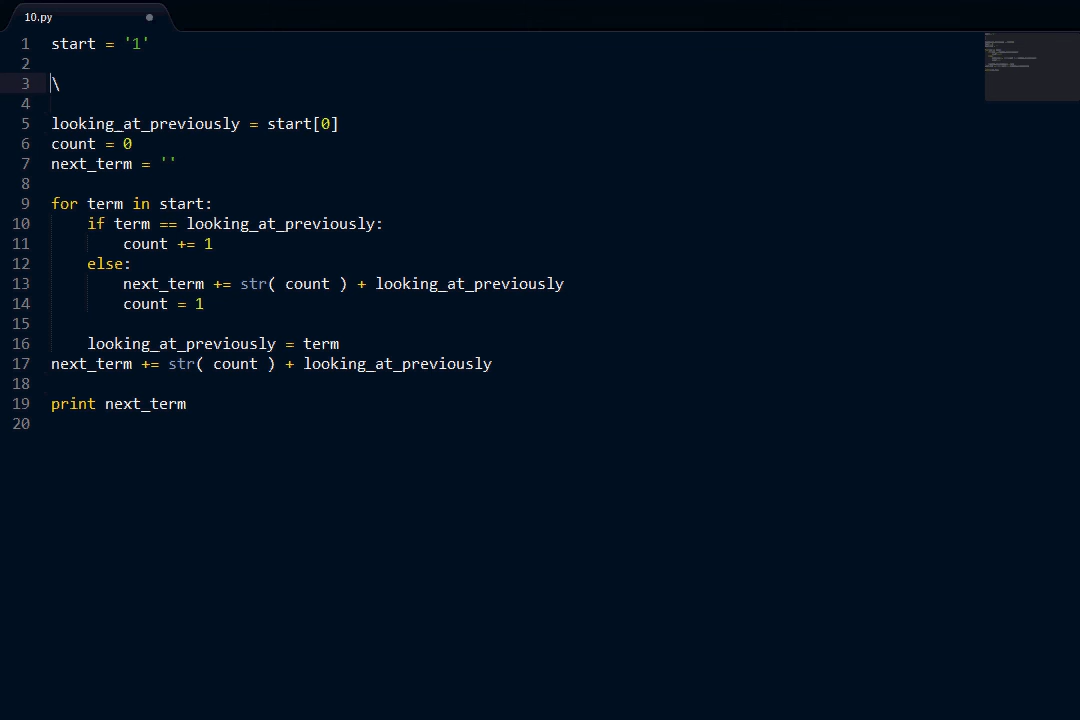 10.py
1 start = '1'
2
3 \
4
5 looking_at_previously = start[0]
6 count = 0
7 next_term = ''
8
9 for term in start:
10     if term == looking_at_previously:
11         count += 1
12     else:
13         next_term += str( count ) + looking_at_previously
14         count = 1
15
16     looking_at_previously = term
17 next_term += str( count ) + looking_at_previously
18
19 print next_term
20